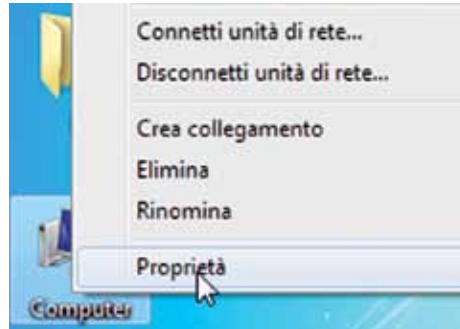 Connetti unità di rete...
Disconnetti unità di rete...
Crea collegamento
Elimina
Rinomina
Proprietà
Computer